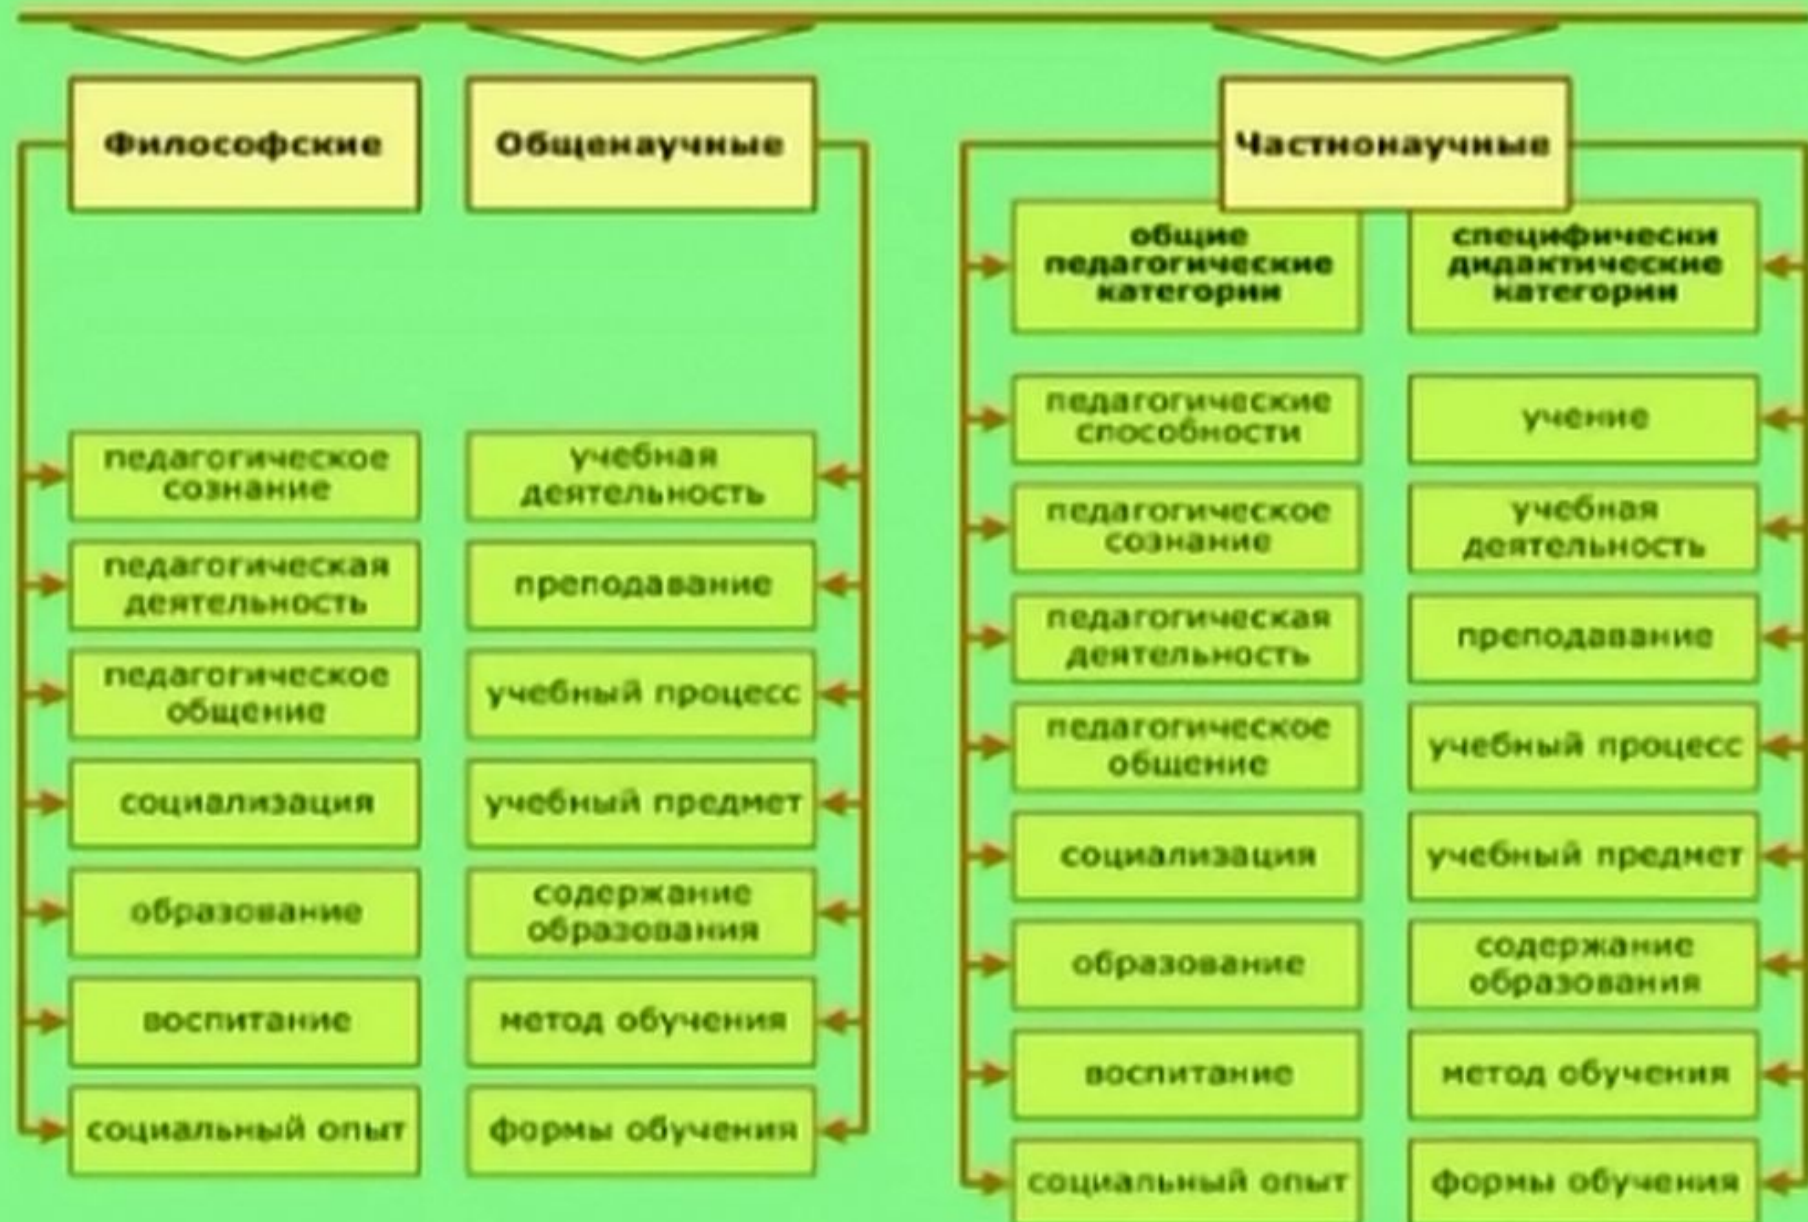 Философские
Общенаучные
Частнонаучные
общие
педагогические
категории
специфически
дидактические
категории
педагогическое
сознание
педагогическая
деятельность
педагогическое
общение
социализация
образование
воспитание
социальный опыт
учебная
деятельность
преподавание
учебный процесс
учебный предмет
содержание
образования
метод обучения
формы обучения
педагогические
способности
педагогическое
сознание
педагогическая
деятельность
педагогическое
общение
социализация
образование
воспитание
социальный опыт
учение
учебная
деятельность
преподавание
учебный процесс
учебный предмет
содержание
образования
метод обучения
формы обучения